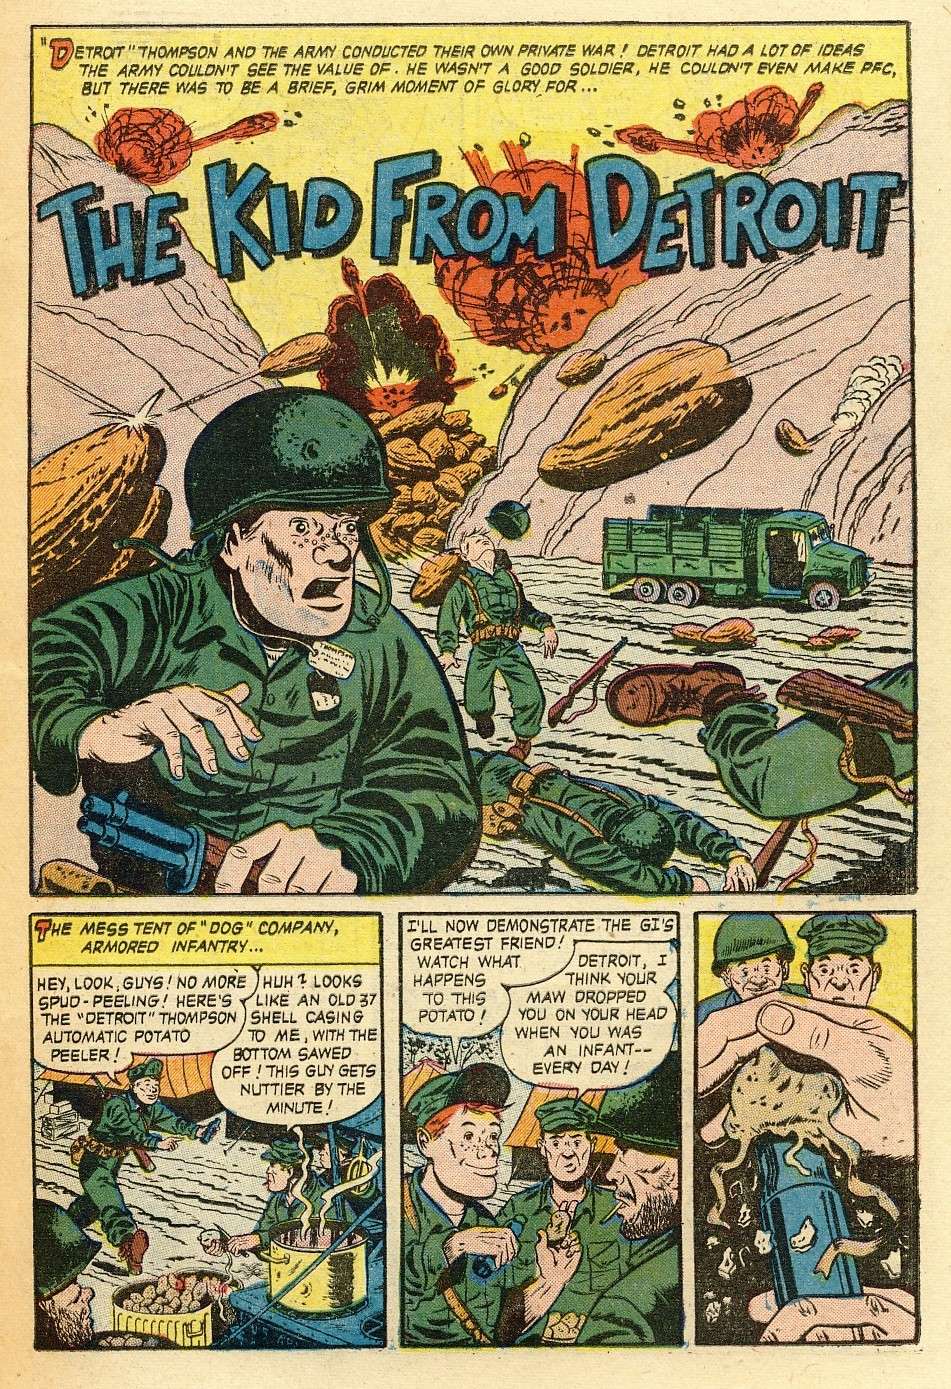 "DETROIT" THOMPSON AND THE ARMY CONDUCTED THEIR OWN PRIVATE WAR! DETROIT HAD A LOT OF IDEAS
THE ARMY COULDN'T SEE THE VALUE OF. HE WASN'T A GOOD SOLDIER, HE COULDN'T EVEN MAKE PFC,
BUT THERE WAS TO BE A BRIEF, GRIM MOMENT OF GLORY FOR...
THE KID FROM DETROIT
THOMPSON
THE MESS TENT OF "DOG" COMPANY,
ARMORED INFANTRY...
HEY, LOOK, GUYS! NO MORE
SPUD-PEELING! HERE'S
THE "DETROIT" THOMPSON
AUTOMATIC POTATO
PEELER!
HUH? LOOKS
LIKE AN OLD 37
SHELL CASING
TO ME, WITH THE
BOTTOM SAWED
OFF! THIS GUY GETS
NUTTIER BY THE
MINUTE!
I'LL NOW DEMONSTRATE THE GI'S
GREATEST FRIEND!
WATCH WHAT
HAPPENS
TO THIS
POTATO!
DETROIT, I
THINK YOUR
MAW DROPPED
YOU ON YOUR HEAD
WHEN YOU WAS
AN INFANT--
EVERY DAY!